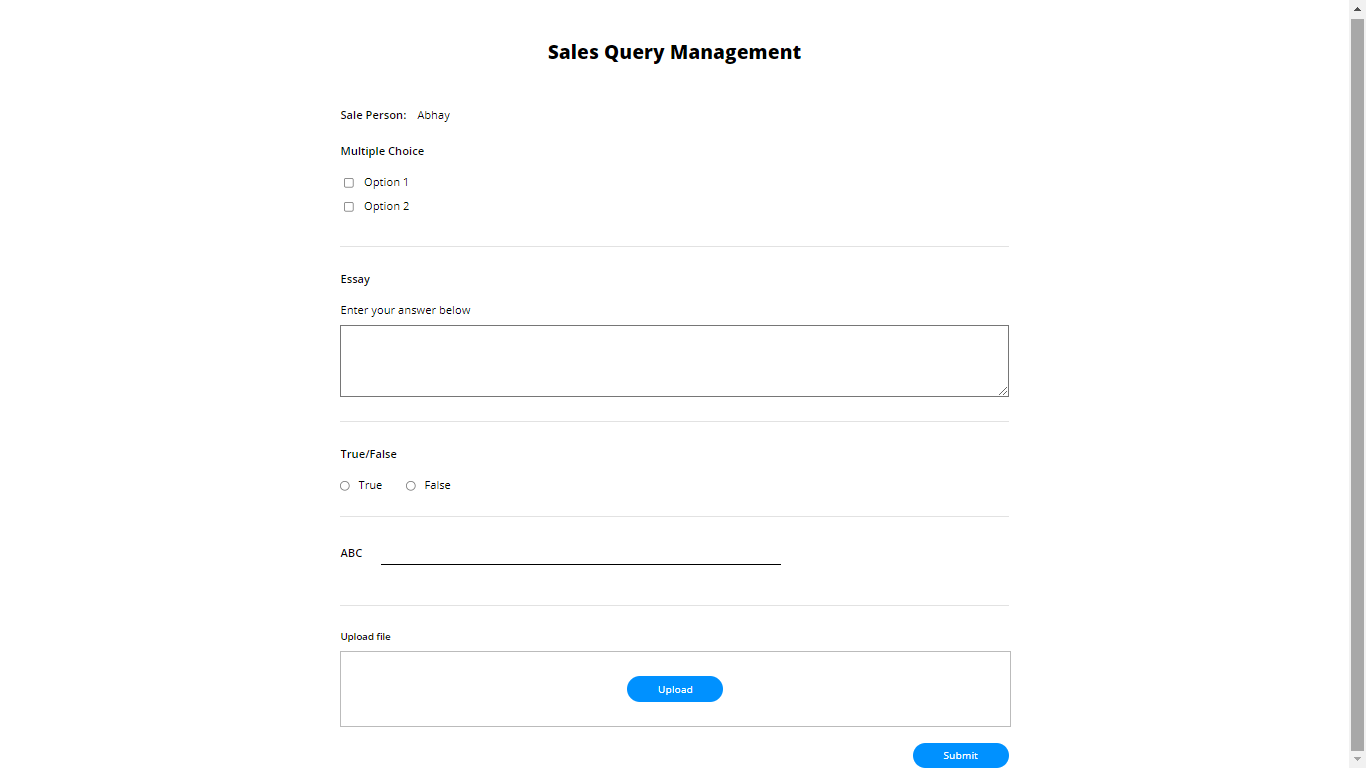 Sales Query Management
Sale Person: Abhay
Multiple Choice
Option 1
Option 2
Essay
Enter your answer below
True/False
True False
ABC
Upload file
Upload
Submit